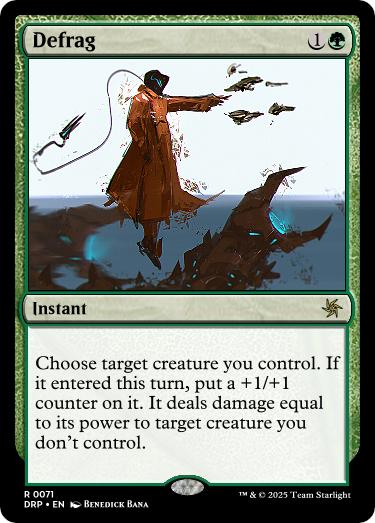 Defrag 1
Instant
Choose target creature you control. If
it entered this turn, put a +1/+1
counter on it. It deals damage equal
to its power to target creature you
don't control.
R 0071
DRP • EN BENEDICK BANA
™ & © 2025 Team Starlight